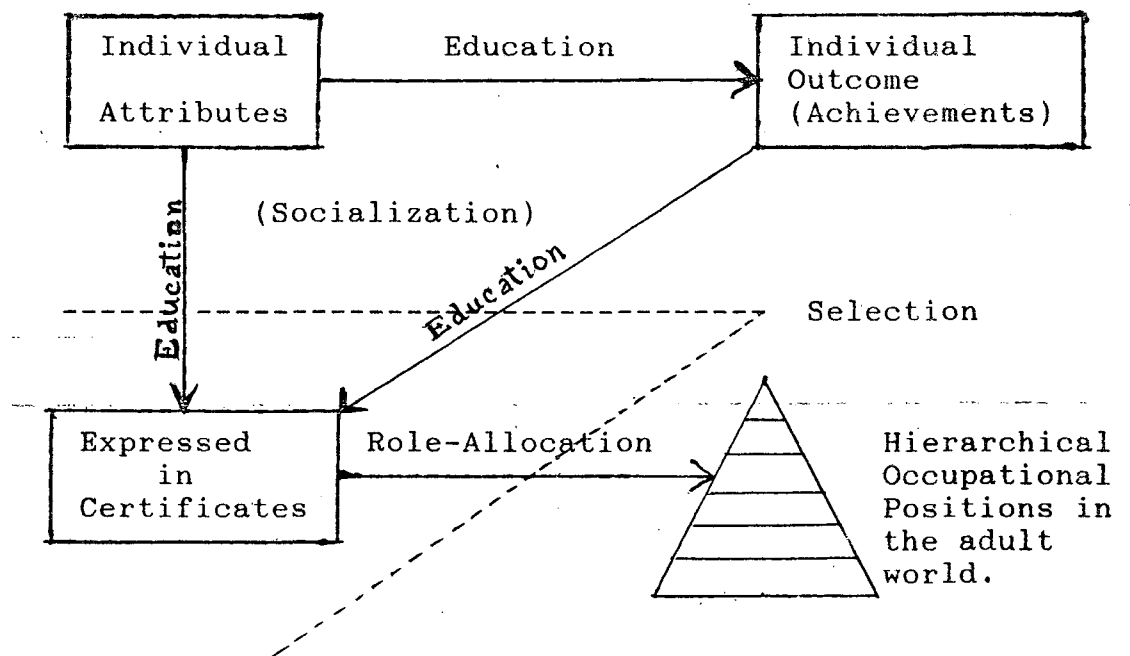 Individual
Attributes
Education
Individual
Outcome
(Achievements)
Education
(Socialization)
Education
Selection
Expressed
in
Certificates
Role-Allocation
Hierarchical
Occupational
Positions in
the adult
world.